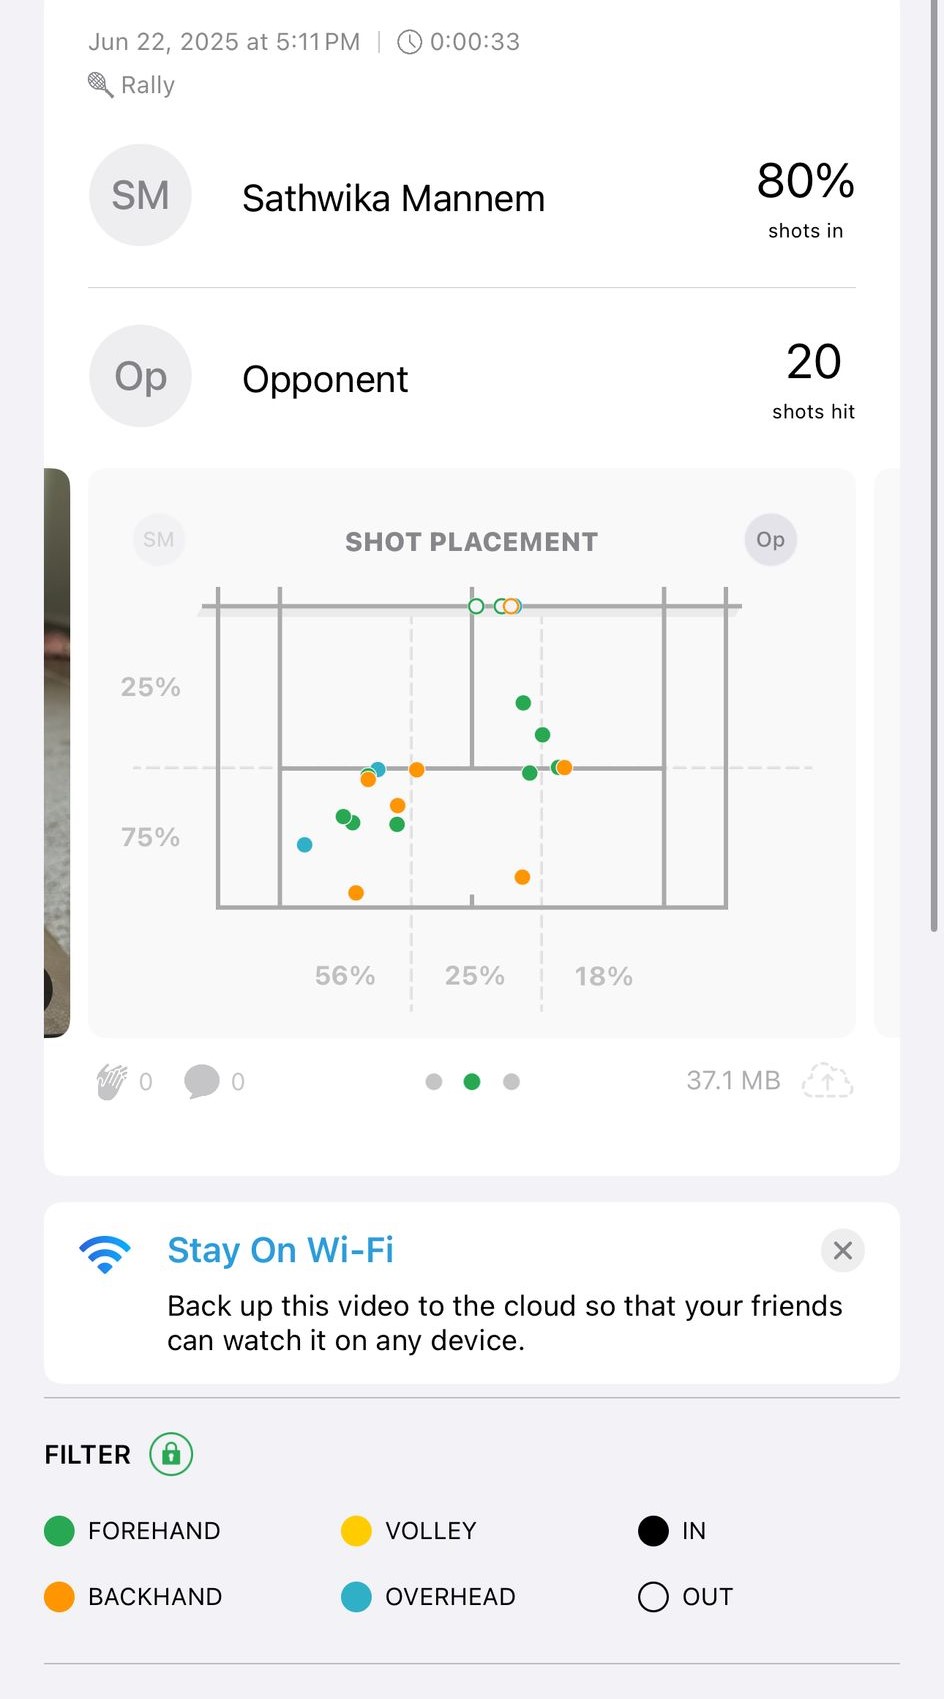 Jun 22, 2025 at 5:11 PM | 0:00:33
Rally
SM Sathwika Mannem 80%
shots in
Op Opponent 20
shots hit
SM SHOT PLACEMENT Op
25%
75%
56% 25% 18%
0 0 37.1 MB
Stay On Wi-Fi
Back up this video to the cloud so that your friends
can watch it on any device.
FILTER
FOREHAND VOLLEY IN
BACKHAND OVERHEAD OUT